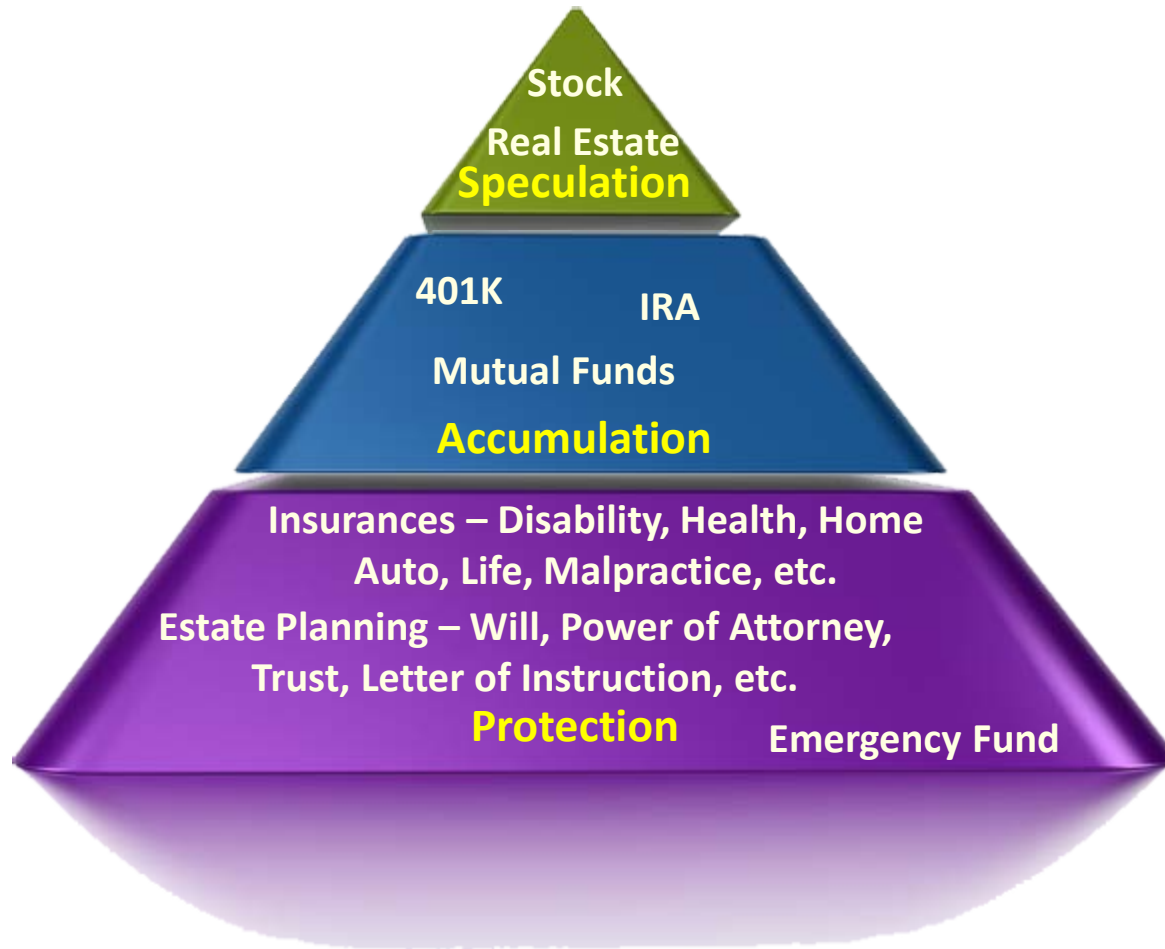 Stock
Real Estate
Speculation
401K
IRA
Mutual Funds
Accumulation
Insurances – Disability, Health, Home
Auto, Life, Malpractice, etc.
Estate Planning – Will, Power of Attorney,
Trust, Letter of Instruction, etc.
Protection
Emergency Fund